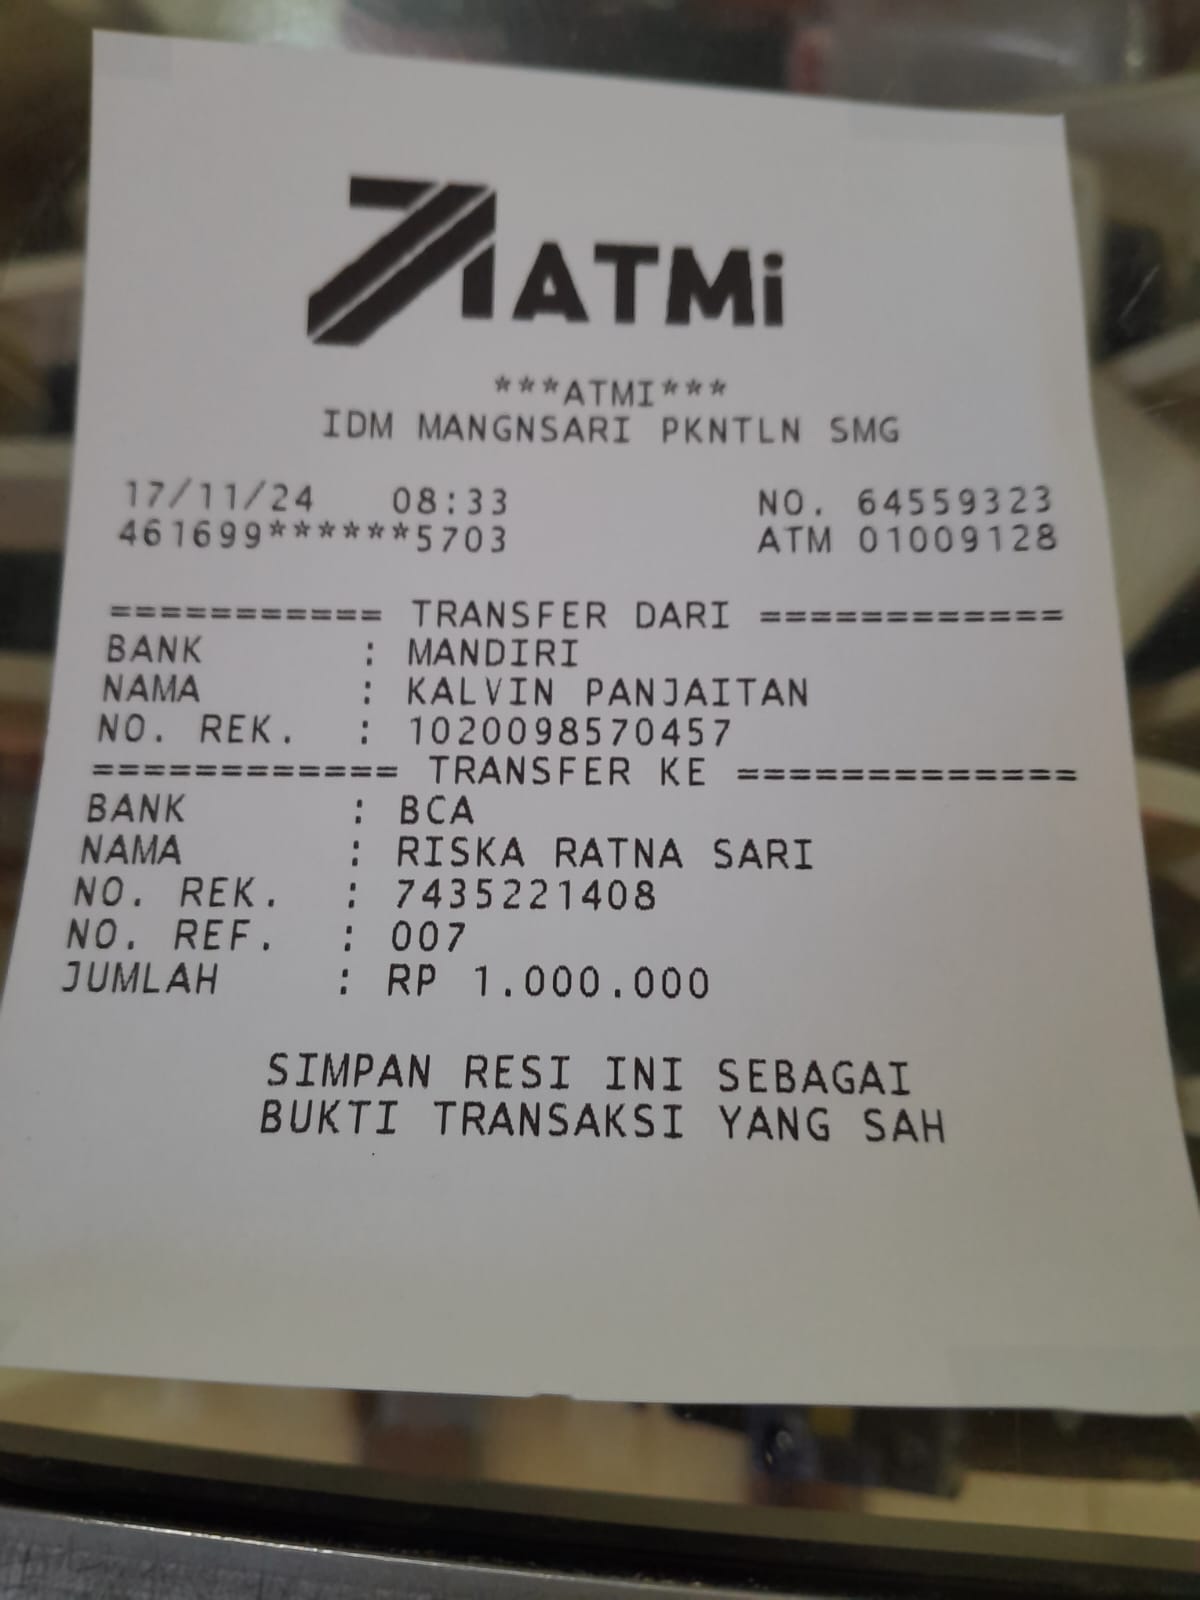 ATMi
***ATMI***
IDM MANGNSARI PKNTLN SMG
17/11/24 08:33 NO. 64559323
461699******5703 ATM 01009128
=========== TRANSFER DARI ============
BANK : MANDIRI
NAMA : KALVIN PANJAITAN
NO. REK. : 1020098570457
============ TRANSFER KE =============
BANK : BCA
NAMA : RISKA RATNA SARI
NO. REK. : 7435221408
NO. REF. : 007
JUMLAH : RP 1.000.000
SIMPAN RESI INI SEBAGAI
BUKTI TRANSAKSI YANG SAH